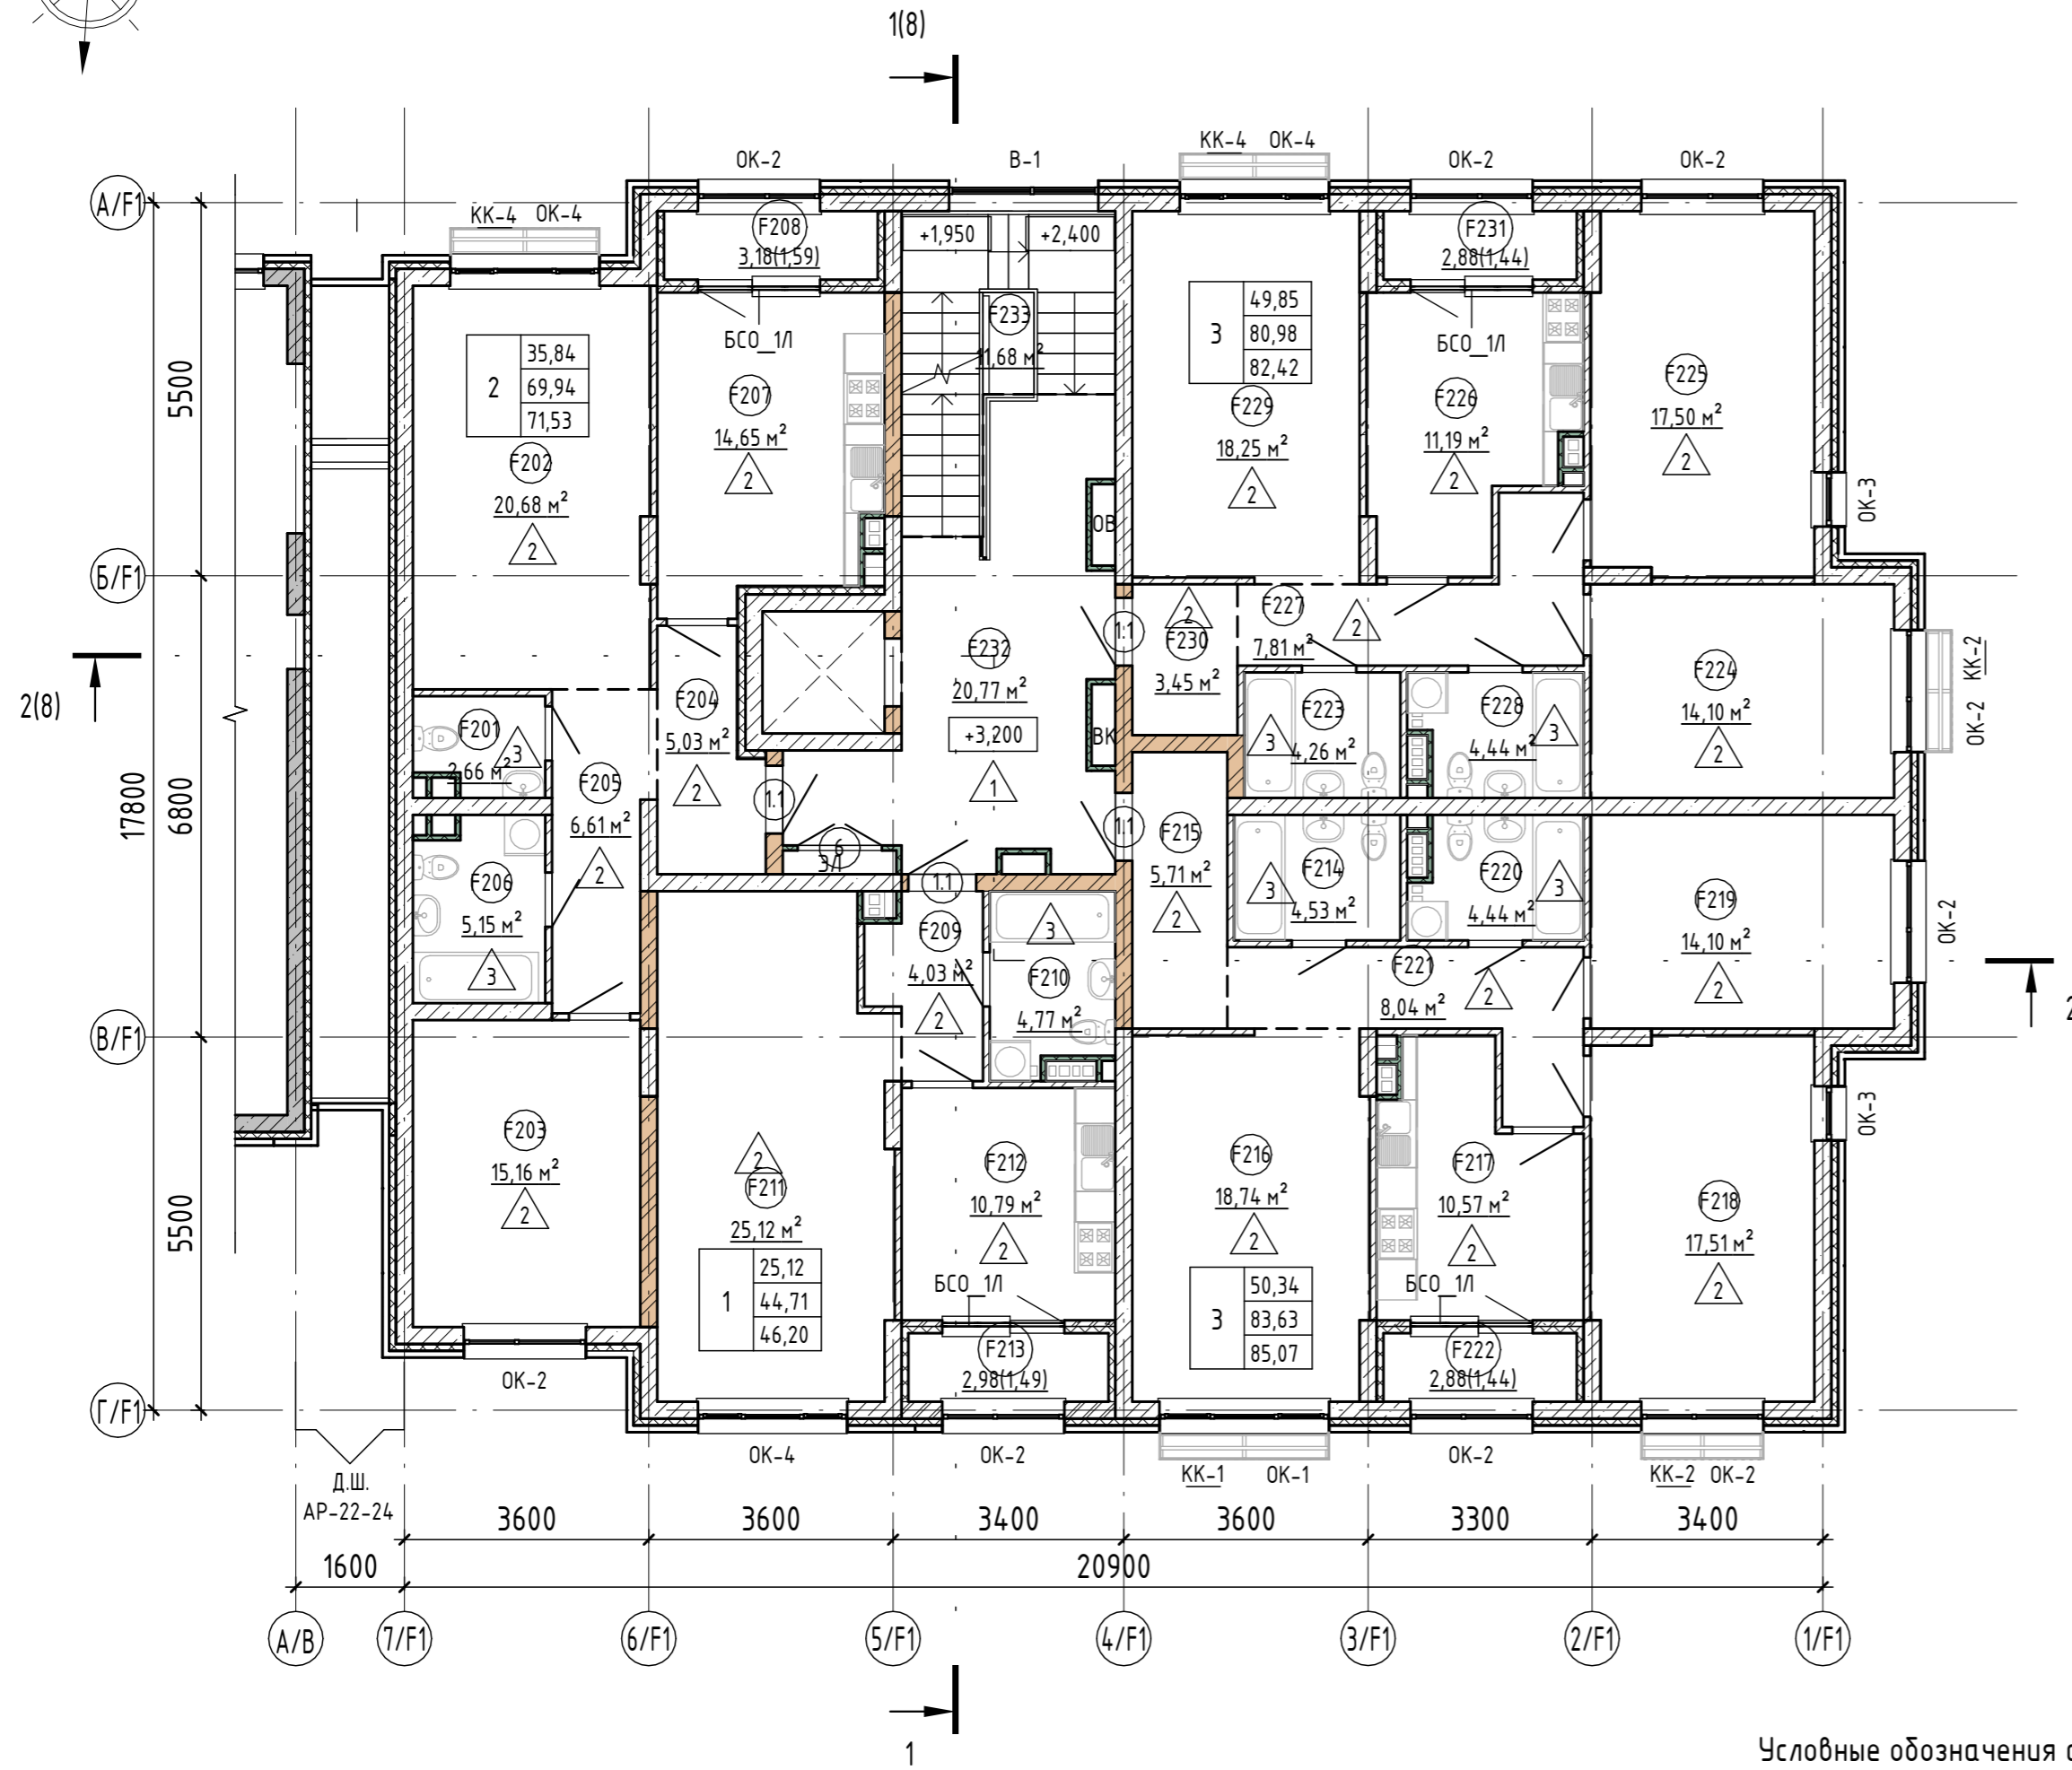 1(8)
КК-4 ОК-4
ОК-2
В-1
ОК-2
ОК-2
А/F1
КК-4 ОК-4
F208
3,18(1,59)
+1,950
+2,400
F231
2,88(1,44)
2
35,84
69,94
71,53
БСО_1Л
F233
3
49,85
80,98
82,42
БСО_1Л
5500
F207
14,65 м²
2
F229
18,25 м²
2
F226
11,19 м²
2
F225
17,50 м²
2
F202
20,68 м²
2
ОК-3
ОВ
Б/F1
2
F227
7,81 м²
2
1.1
F230
3,45 м²
F232
20,77 м²
+3,200
1
2(8)
F204
5,03 м²
2
F224
14,10 м²
2
КК-2
ОК-2
F201
2,66 м²
3
F223
4,26 м²
3
F228
4,44 м²
3
ВК
17800
6800
F205
6,61 м²
2
1.1
1.1
6
F215
5,71 м²
2
F214
4,53 м²
3
F220
4,44 м²
3
F206
5,15 м²
3
1.1
F209
4,03 м²
2
3
F210
4,77 м²
F219
14,10 м²
2
ОК-2
F221
8,04 м²
2
2
В/F1
ОК-3
F203
15,16 м²
2
2
F211
25,12 м²
F212
10,79 м²
2
F216
18,74 м²
2
F217
10,57 м²
2
F218
17,51 м²
2
5500
1
25,12
44,71
46,20
БСО_1Л
3
50,34
83,63
85,07
БСО_1Л
F213
2,98(1,49)
F222
2,88(1,44)
ОК-2
Г/F1
ОК-4
ОК-2
КК-1 ОК-1
ОК-2
КК-2 ОК-2
Д.Ш.
АР-22-24
3600
3600
3400
3600
3300
3400
1600
20900
А/В
7/F1
6/F1
5/F1
4/F1
3/F1
2/F1
1/F1
1
Условные обозначения